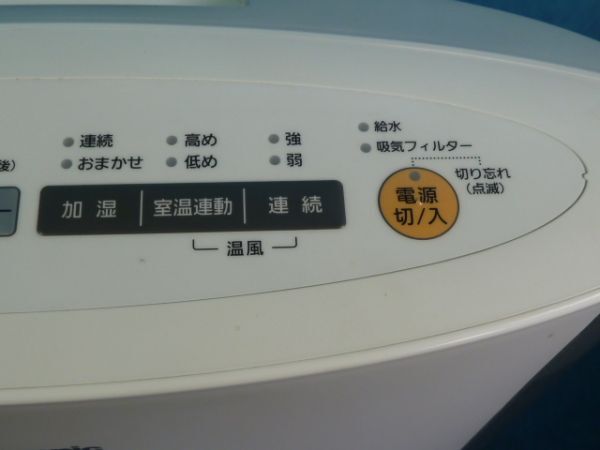 連続 高め 強
おまかせ 低め 弱
給水
吸気フィルター
切り忘れ
(点滅)
後)
加湿 室温連動 連続
温風
電源
切/入